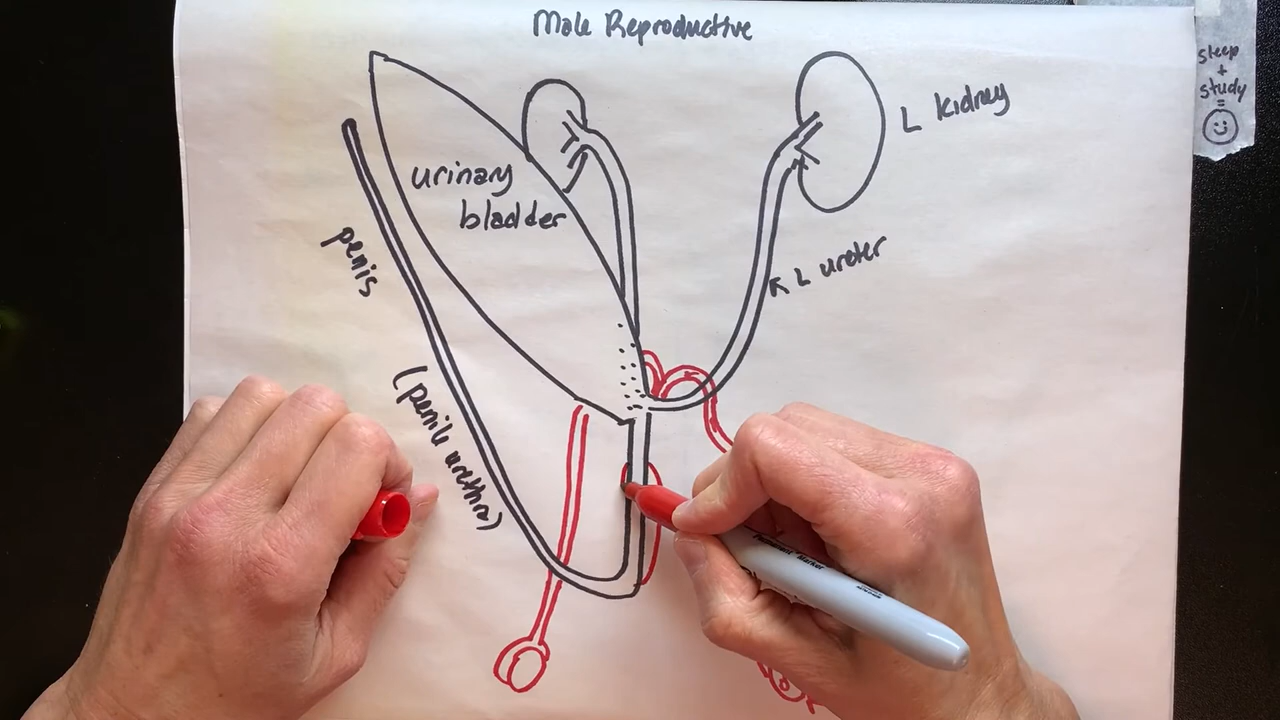 Male Reproductive
sleep
+
study
=
L kidney
urinary
bladder
L ureter
penis
(penile urethra)